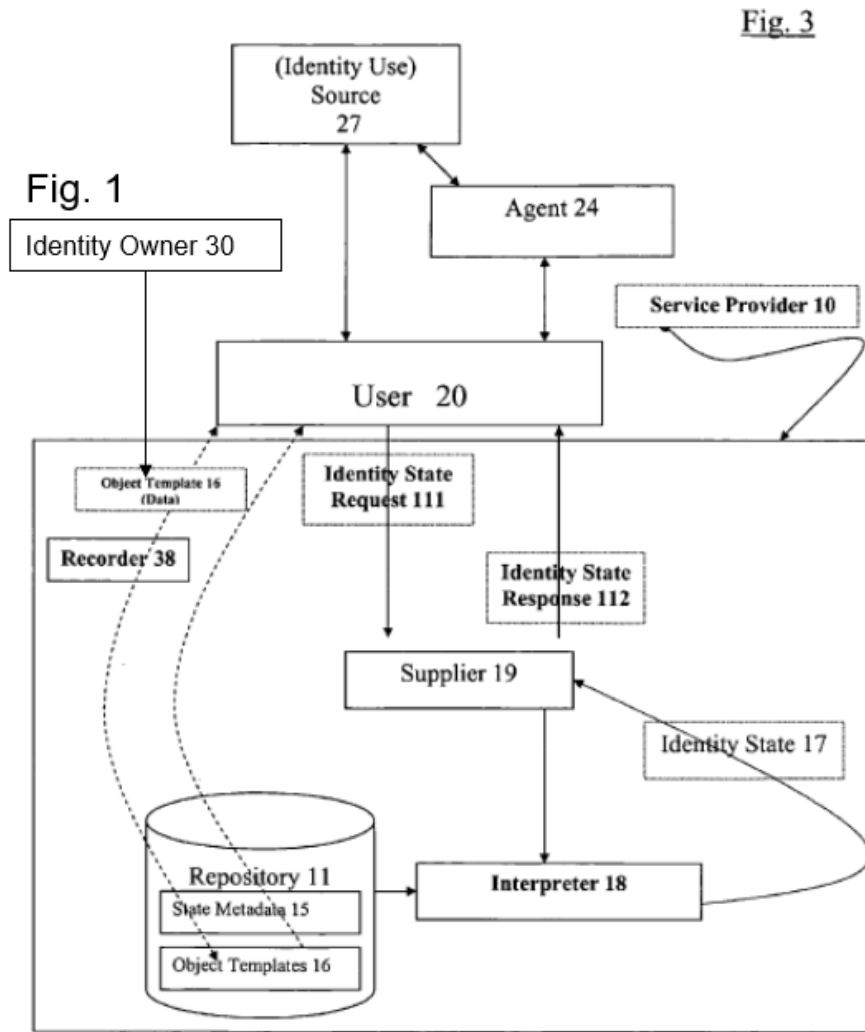 Fig. 3
(Identity Use)
Source
27
Fig. 1
Identity Owner 30
Agent 24
Service Provider 10
User 20
Object Template 16
(Data)
Identity State
Request 111
Recorder 38
Identity State
Response 112
Supplier 19
Identity State 17
Repository 11
State Metadada 15
Object Templates 16
Interpreter 18